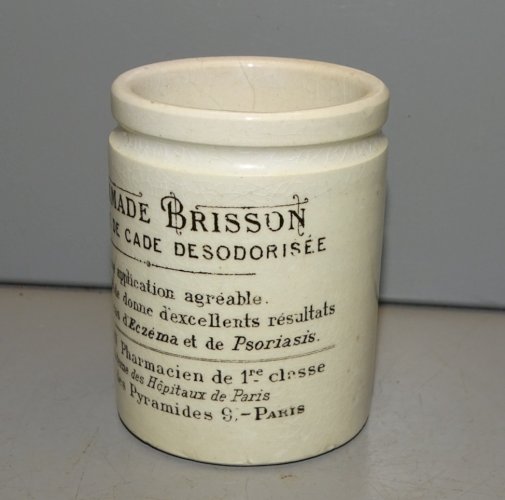 MADE BRISSON
DE CADE DESODORISÉE
application agréable.
donne d'excellents résultats
d'Eczéma et de Psoriasis.
Pharmacien de 1re classe
des Hôpitaux de Paris
Pyramides 9.-PARIS